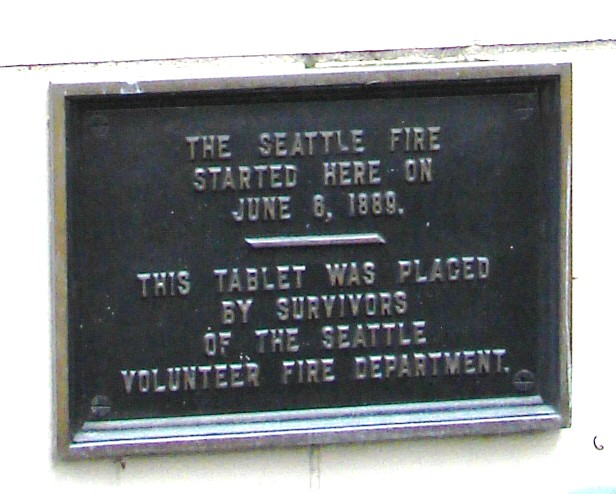 THE SEATTLE FIRE
STARTED HERE ON
JUNE 6, 1889.
THIS TABLET WAS PLACED
BY SURVIVORS
OF THE SEATTLE
VOLUNTEER FIRE DEPARTMENT.